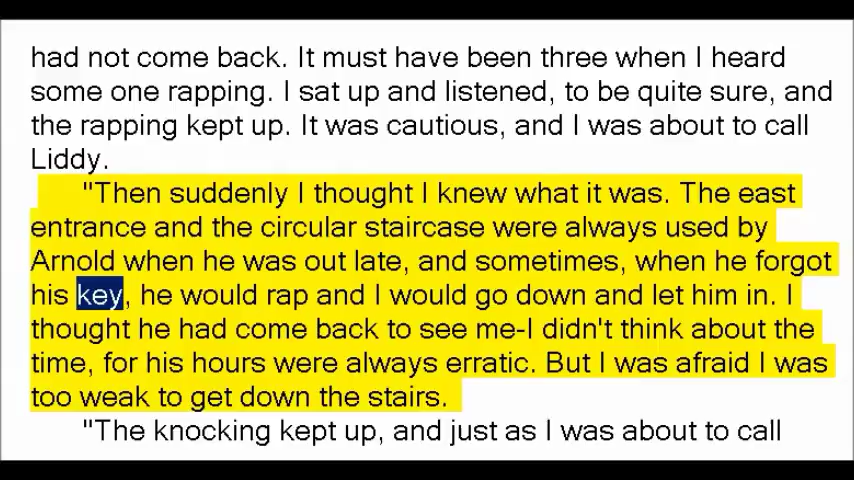 had not come back. It must have been three when I heard
some one rapping. I sat up and listened, to be quite sure, and
the rapping kept up. It was cautious, and I was about to call
Liddy.
"Then suddenly I thought I knew what it was. The east
entrance and the circular staircase were always used by
Arnold when he was out late, and sometimes, when he forgot
his key, he would rap and I would go down and let him in. I
thought he had come back to see me-I didn't think about the
time, for his hours were always erratic. But I was afraid I was
too weak to get down the stairs.
"The knocking kept up, and just as I was about to call